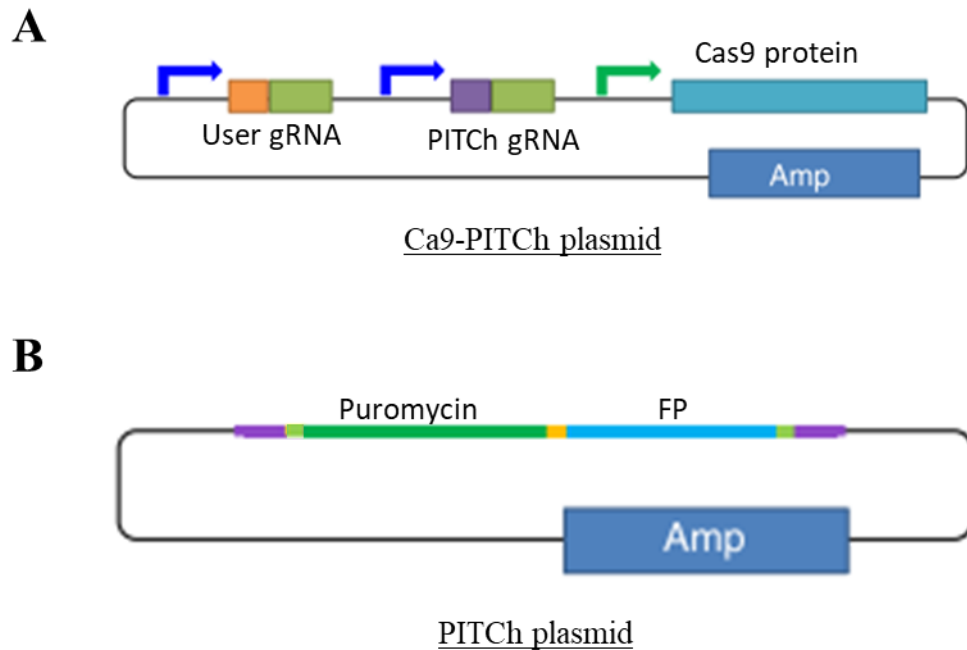 A
Cas9 protein
User gRNA
PITCh gRNA
Amp
Ca9-PITCh plasmid
B
Puromycin
FP
Amp
PITCh plasmid